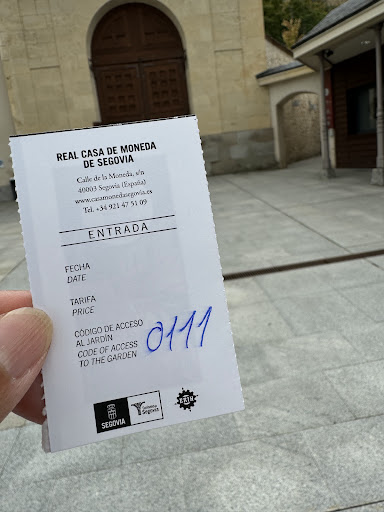 REAL CASA DE MONEDA
DE SEGOVIA
Calle de la Moneda, s/n
40003 Segovia (España)
www.casamonedasegovia.es
Tel. +34 921 47 51 09
ENTRADA
FECHA
DATE
TARIFA
PRICE
CÓDIGO DE ACCESO
AL JARDÍN
CODE OF ACCESS
TO THE GARDEN
0111
SEGOVIA
Segovia